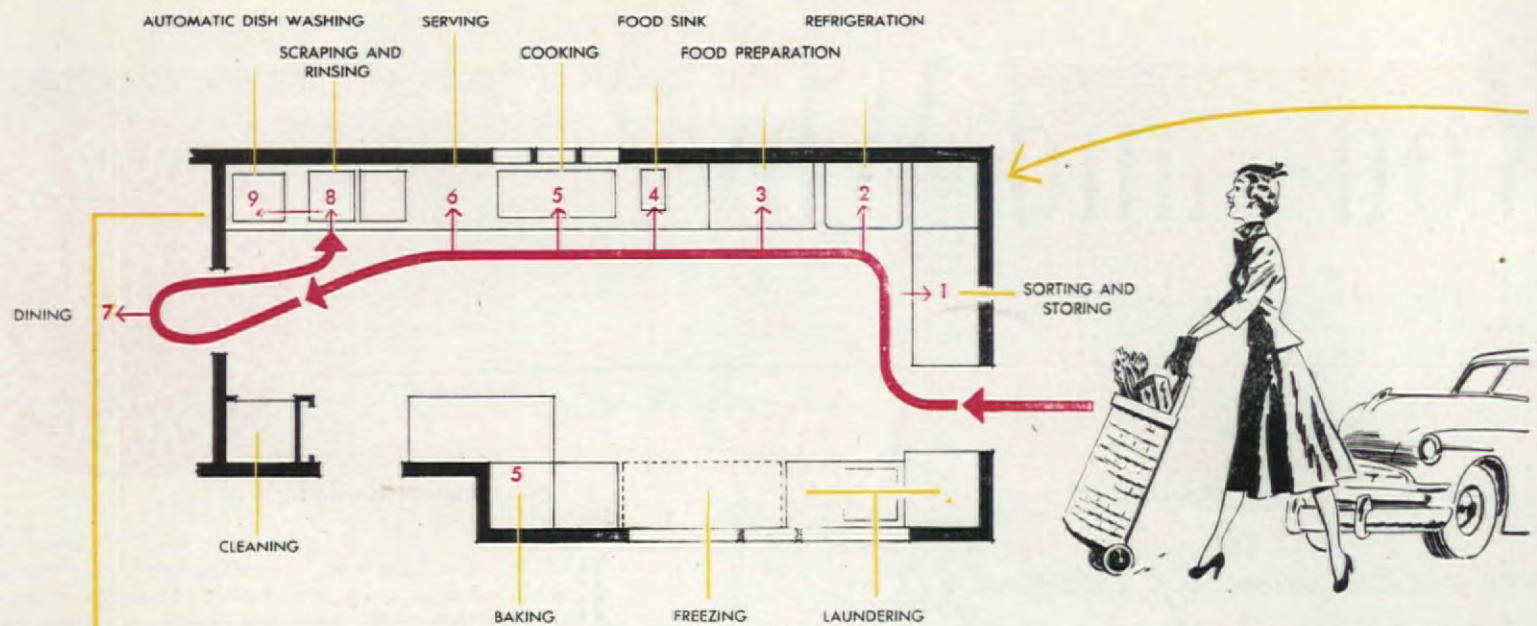 AUTOMATIC DISH WASHING
SERVING
FOOD SINK
REFRIGERATION
SCRAPING AND
RINSING
COOKING
FOOD PREPARATION
9
8
6
5
4
3
2
1
SORTING AND
STORING
DINING
7
5
CLEANING
BAKING
FREEZING
LAUNDERING